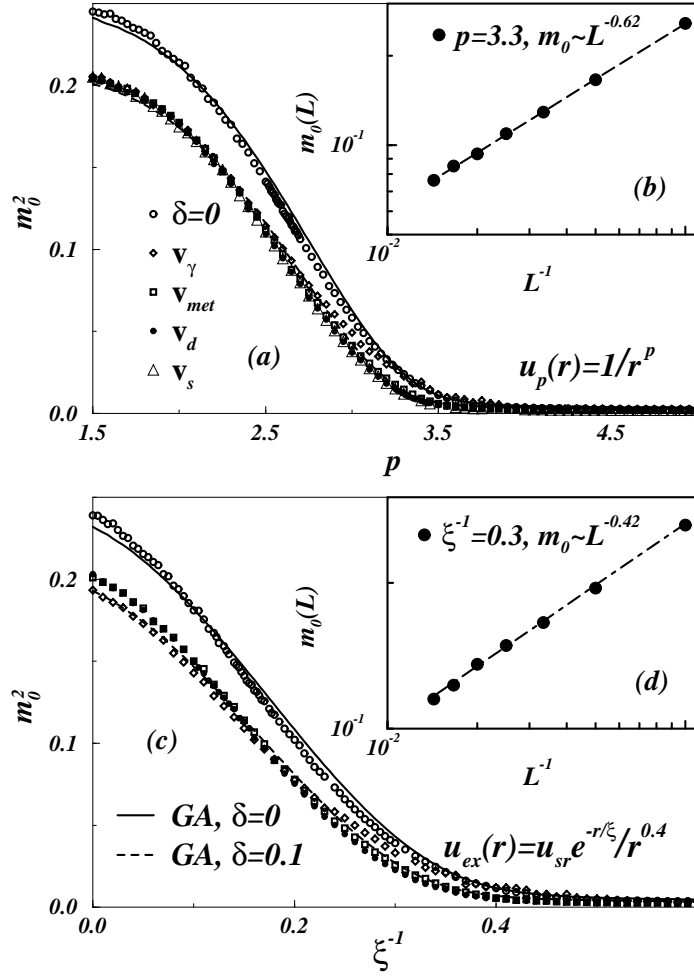 (a)
m₀²
0.2
0.1
0.0
δ=0
v_γ
v_met
v_d
v_s
1.5
2.5
3.5
4.5
p
u_p(r)=1/r^p
(b)
p=3.3, m₀~L^-0.62
m₀(L)
10^-1
10^-2
L^-1
(c)
m₀²
0.2
0.1
0.0
GA, δ=0
GA, δ=0.1
0.0
0.2
0.4
ξ^-1
u_ex(r)=u_sr e^-r/ξ/r^0.4
(d)
ξ^-1=0.3, m₀~L^-0.42
m₀(L)
10^-1
10^-2
L^-1